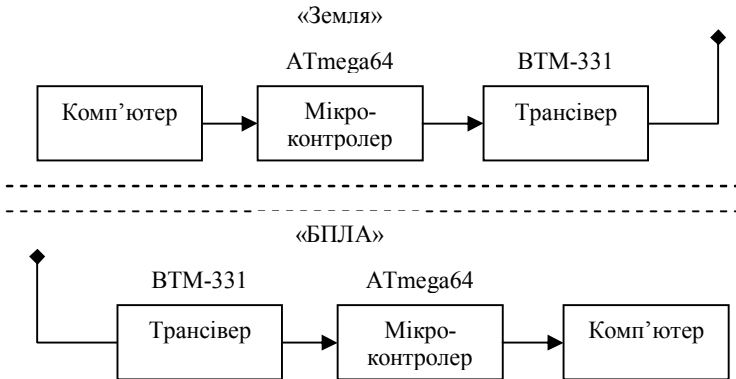 «Земля»
ATmega64
BTM-331
Комп’ютер
Мікро-
контролер
Трансівер
«БПЛА»
BTM-331
ATmega64
Трансівер
Мікро-
контролер
Комп’ютер